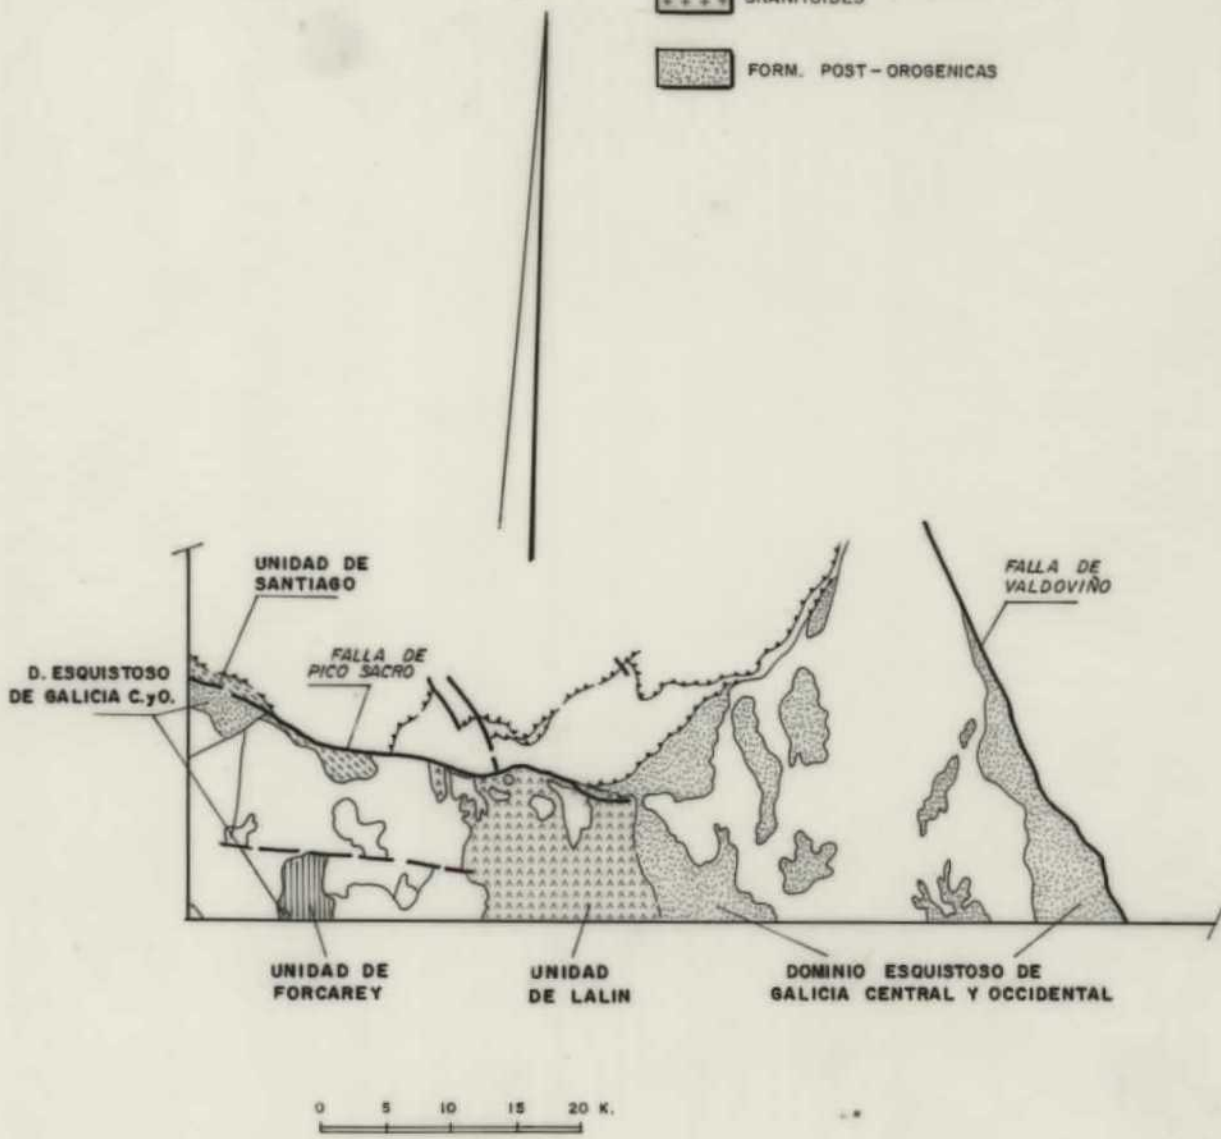 GRANITOIDES
FORM. POST-OROGENICAS
UNIDAD DE
SANTIAGO
FALLA DE
VALDOVIÑO
FALLA DE
PICO SACRO
D. ESQUISTOSO
DE GALICIA C.yO.
UNIDAD DE
FORCAREY
UNIDAD
DE LALIN
DOMINIO ESQUISTOSO DE
GALICIA CENTRAL Y OCCIDENTAL
0 5 10 15 20 K.